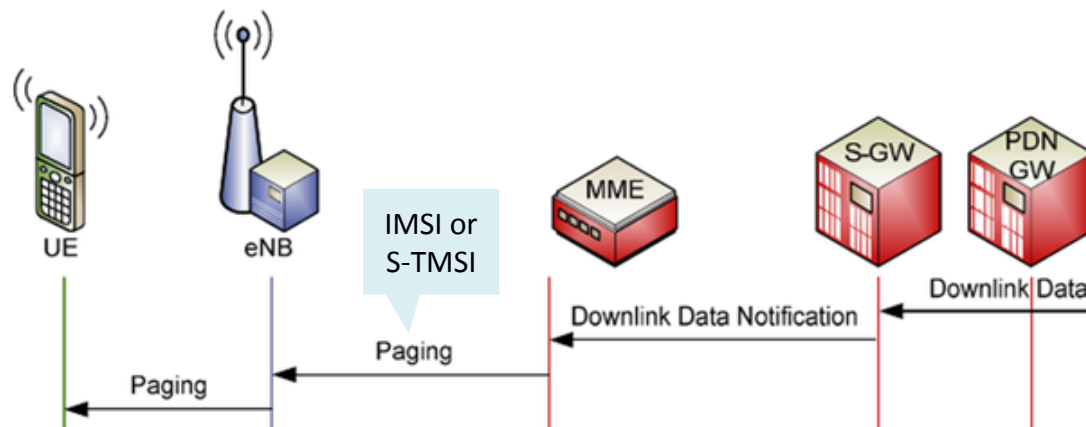 S-GW
PDN
GW
MME
UE
eNB
IMSI or
S-TMSI
Downlink Data
Downlink Data Notification
Paging
Paging